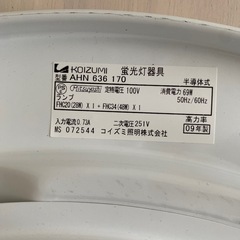 KOIZUMI 蛍光灯器具
型番 AHN 636 170 半導体式
定格電圧 100V 消費電力 69W
ランプ 50Hz/60Hz
FHC20(28W) X 1 + FHC34(48W) X 1
高力率
入力電流 0.73A 二次電圧 251V 09年製
MS 072544 コイズミ照明株式会社